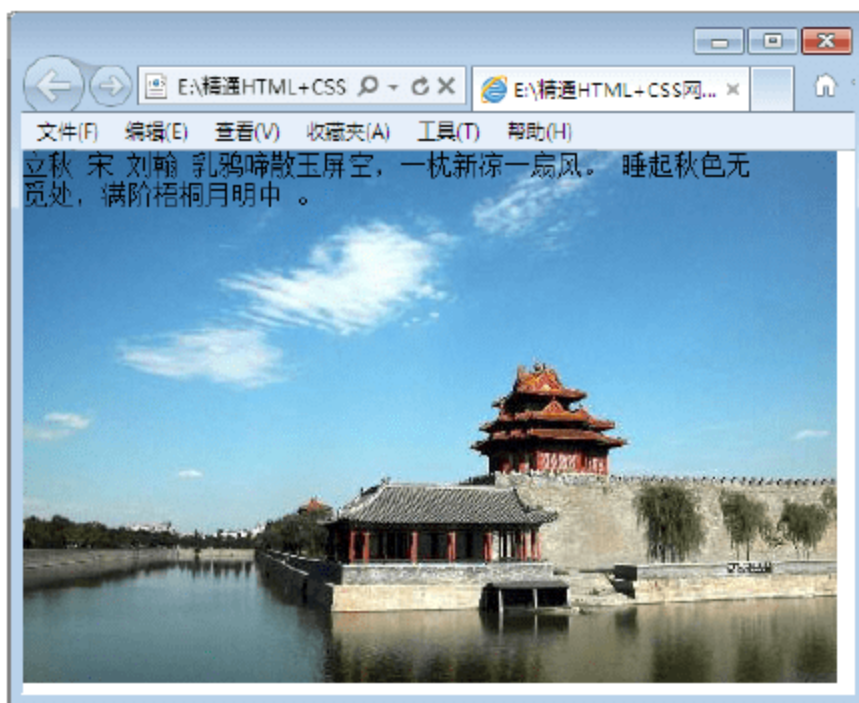 E:\精通HTML+CSS
E:\精通HTML+CSS网...
文件(F) 编辑(E) 查看(V) 收藏夹(A) 工具(T) 帮助(H)
立秋 宋 刘翰 乳鸦啼散玉屏空，一枕新凉一扇风。 睡起秋色无
觅处，满阶梧桐月明中 。